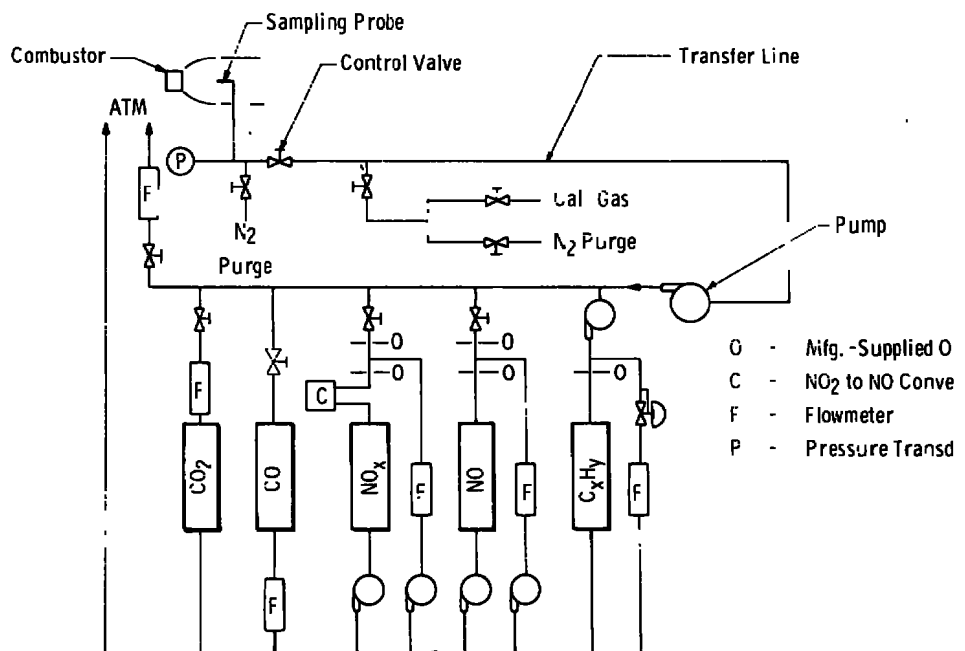 Sampling Probe
Combustor
Control Valve
Transfer Line
ATM
P
F
Cal Gas
N2
N2 Purge
Purge
Pump
O
O
O
O
O
C
F
F
F
F
F
CO2
CO
NOx
NO
CxHy
O - Mfg. -Supplied O
C - NO2 to NO Conve
F - Flowmeter
P - Pressure Transd